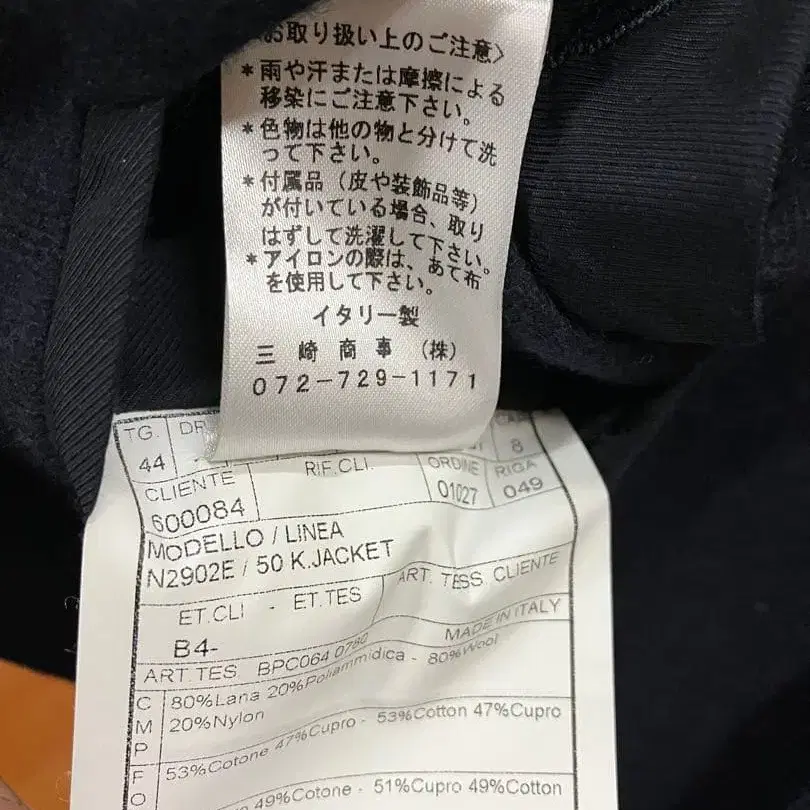 お取り扱い上のご注意>
*雨や汗または摩擦による
移染にご注意下さい。
*色物は他の物と分けて洗
って下さい。
*付属品（皮や装飾品等）
が付いている場合、取り
はずして洗濯して下さい。
*アイロンの際は、あて布
を使用して下さい。
イタリー製
三崎商事（株）
072-729-1171
TG. DR
44 8
CLIENTE RIF.CLI. ORDINE RIGA
600084 01027 049
MODELLO / LINEA
N2902E / 50 K.JACKET
ET.CLI - ET.TES ART. TESS. CLIENTE
B4-
MADE IN ITALY
ART.TES. BPC064 0780
CMP 80%Lana 20%Poliammidica - 80%Wool
20%Nylon
FO 53%Cotone 47%Cupro - 53%Cotton 47%Cupro
49%Cotone - 51%Cupro 49%Cotton